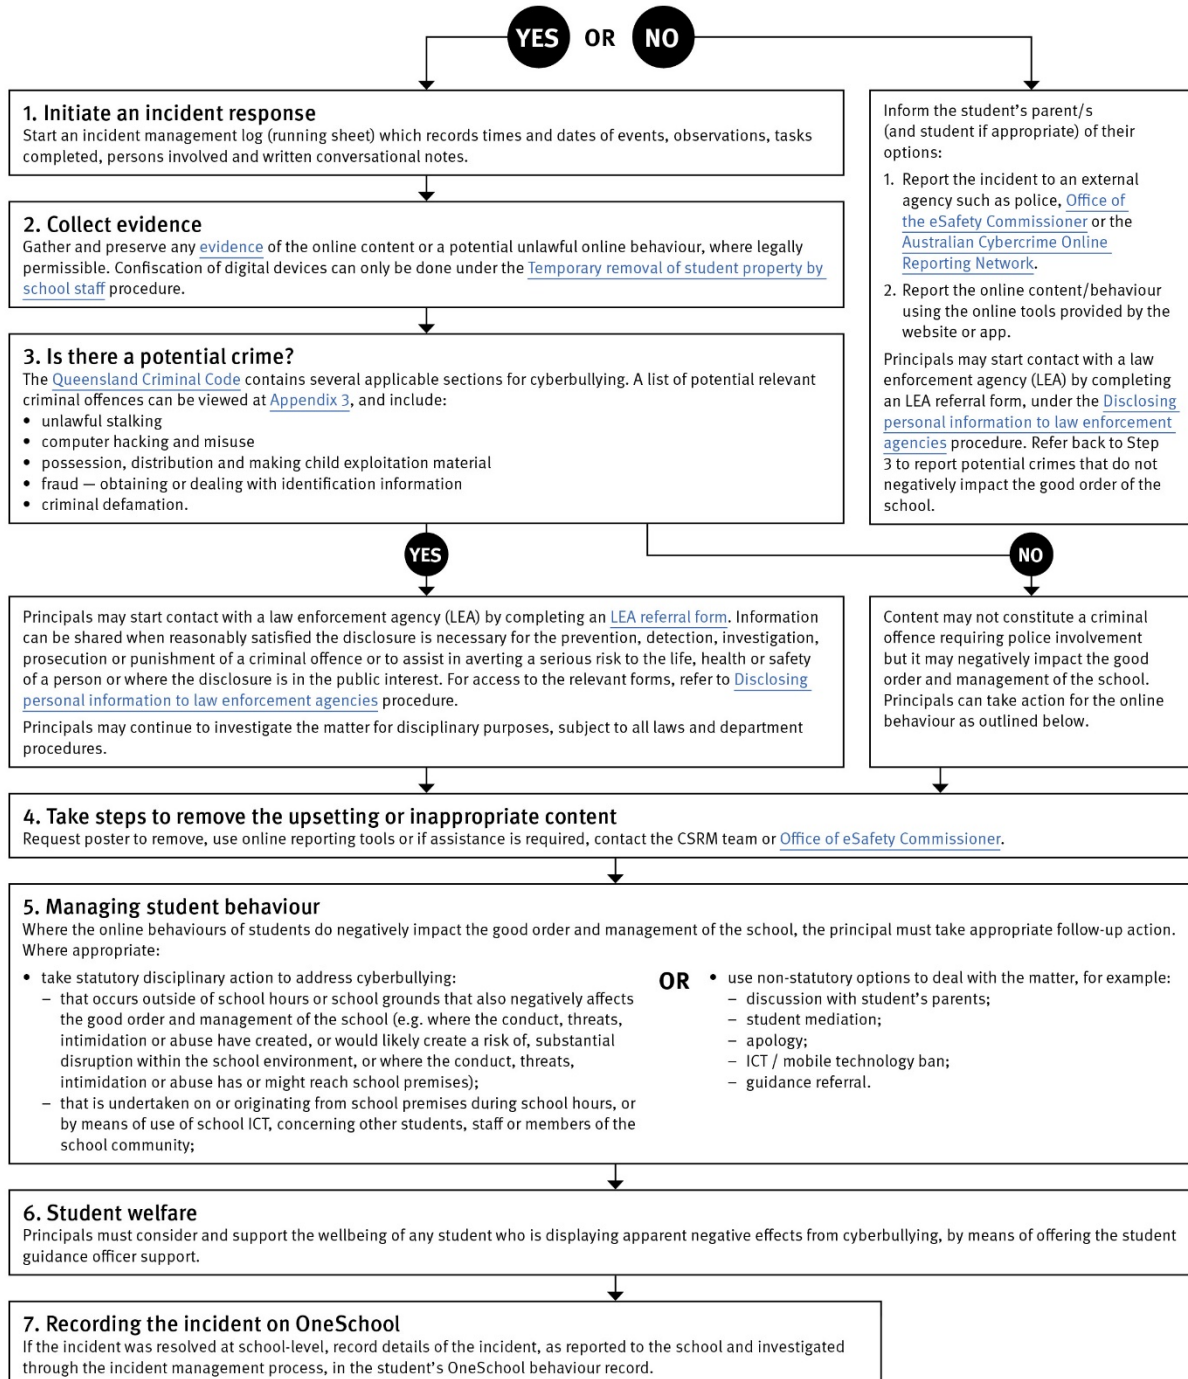 YES OR NO
1. Initiate an incident response
Start an incident management log (running sheet) which records times and dates of events, observations, tasks
completed, persons involved and written conversational notes.
2. Collect evidence
Gather and preserve any evidence of the online content or a potential unlawful online behaviour, where legally
permissible. Confiscation of digital devices can only be done under the Temporary removal of student property by
school staff procedure.
3. Is there a potential crime?
The Queensland Criminal Code contains several applicable sections for cyberbullying. A list of potential relevant
criminal offences can be viewed at Appendix 3, and include:
• unlawful stalking
• computer hacking and misuse
• possession, distribution and making child exploitation material
• fraud — obtaining or dealing with identification information
• criminal defamation.
Inform the student's parent/s
(and student if appropriate) of their
options:
1. Report the incident to an external
agency such as police, Office of
the eSafety Commissioner or the
Australian Cybercrime Online
Reporting Network.
2. Report the online content/behaviour
using the online tools provided by the
website or app.
Principals may start contact with a law
enforcement agency (LEA) by completing
an LEA referral form, under the Disclosing
personal information to law enforcement
agencies procedure. Refer back to Step
3 to report potential crimes that do not
negatively impact the good order of the
school.
YES
NO
Principals may start contact with a law enforcement agency (LEA) by completing an LEA referral form. Information
can be shared when reasonably satisfied the disclosure is necessary for the prevention, detection, investigation,
prosecution or punishment of a criminal offence or to assist in averting a serious risk to the life, health or safety
of a person or where the disclosure is in the public interest. For access to the relevant forms, refer to Disclosing
personal information to law enforcement agencies procedure.
Principals may continue to investigate the matter for disciplinary purposes, subject to all laws and department
procedures.
Content may not constitute a criminal
offence requiring police involvement
but it may negatively impact the good
order and management of the school.
Principals can take action for the online
behaviour as outlined below.
4. Take steps to remove the upsetting or inappropriate content
Request poster to remove, use online reporting tools or if assistance is required, contact the CSRM team or Office of eSafety Commissioner.
5. Managing student behaviour
Where the online behaviours of students do negatively impact the good order and management of the school, the principal must take appropriate follow-up action.
Where appropriate:
• take statutory disciplinary action to address cyberbullying:
– that occurs outside of school hours or school grounds that also negatively affects
the good order and management of the school (e.g. where the conduct, threats,
intimidation or abuse have created, or would likely create a risk of, substantial
disruption within the school environment, or where the conduct, threats,
intimidation or abuse has or might reach school premises);
– that is undertaken on or originating from school premises during school hours, or
by means of use of school ICT, concerning other students, staff or members of the
school community;
OR
• use non-statutory options to deal with the matter, for example:
– discussion with student's parents;
– student mediation;
– apology;
– ICT / mobile technology ban;
– guidance referral.
6. Student welfare
Principals must consider and support the wellbeing of any student who is displaying apparent negative effects from cyberbullying, by means of offering the student
guidance officer support.
7. Recording the incident on OneSchool
If the incident was resolved at school-level, record details of the incident, as reported to the school and investigated
through the incident management process, in the student's OneSchool behaviour record.